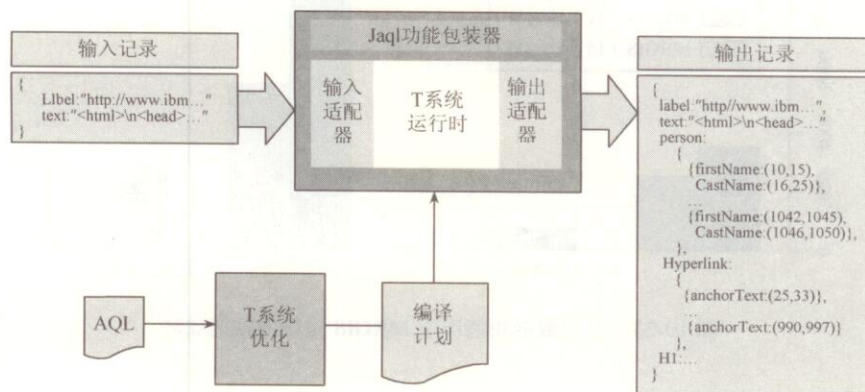 输入记录
{
Llbel:"http://www.ibm…"
text:"<html>\n<head>…"
}
Jaql功能包装器
输入
适配
器
T系统
运行时
输出
适配
器
输出记录
{
label:"http//www.ibm…",
text:"<html>\n<head>…"
person:
{
{firstName:(10,15),
CastName:(16,25)},
…
{firstName:(1042,1045),
CastName:(1046,1050)},
},
Hyperlink:
{
{anchorText:(25,33)},
…
{anchorText:(990,997)}
},
H1:…
}
AQL
T系统
优化
编译
计划